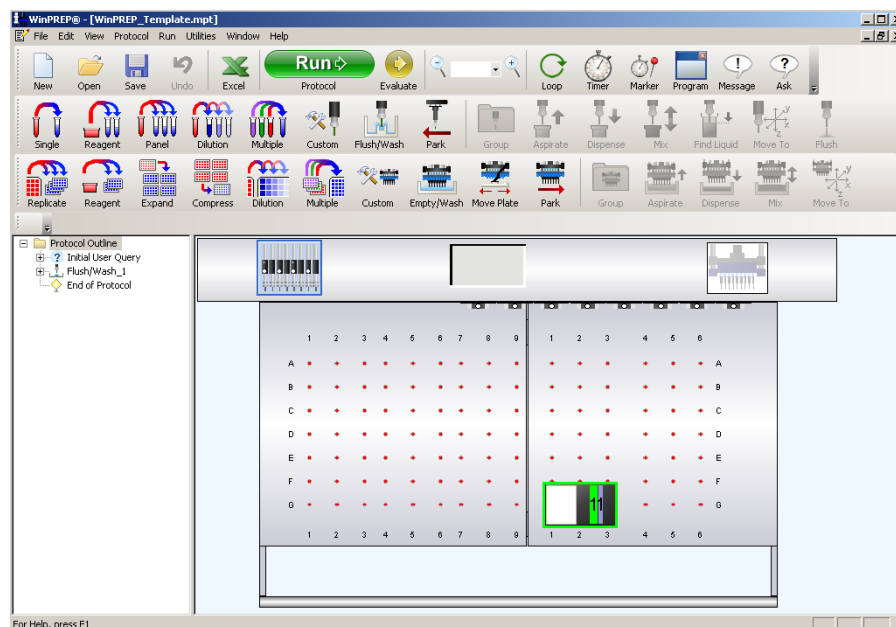 WinPREP® - [WinPREP_Template.mpt]
File Edit View Protocol Run Utilities Window Help
New Open Save Undo Excel Run Protocol Evaluate Loop Timer Marker Program Message Ask
Single Reagent Panel Dilution Multiple Custom Flush/Wash Park Group Aspirate Dispense Mix Find Liquid Move To Flush
Replicate Reagent Expand Compress Dilution Multiple Custom Empty/Wash Move Plate Park Group Aspirate Dispense Mix Move To
Protocol Outline
Initial User Query
Flush/Wash_1
End of Protocol
1 2 3 4 5 6 7 8 9 1 2 3 4 5 6
A A
B B
C C
D D
E E
F F
11
G G
1 2 3 4 5 6 7 8 9 1 2 3 4 5 6
For Help, press F1